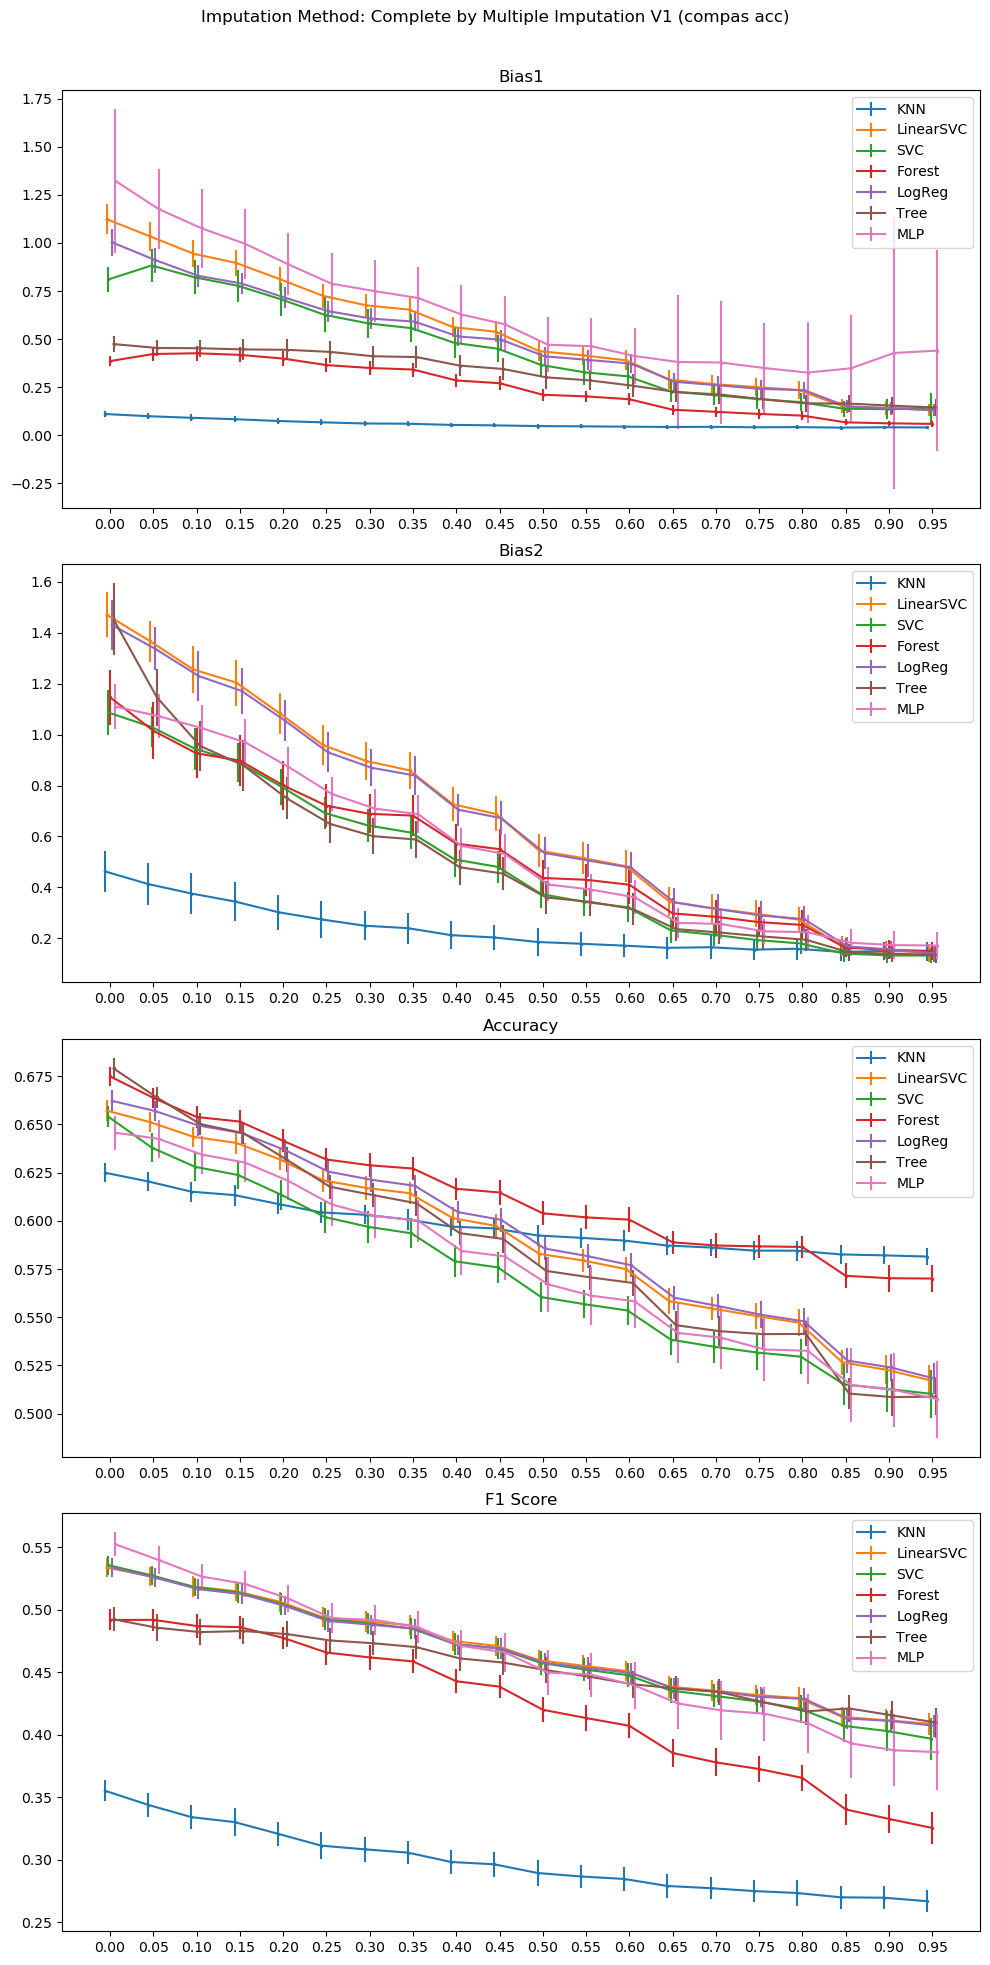 Imputation Method: Complete by Multiple Imputation V1 (compas acc)
Bias1
1.75
1.50
1.25
1.00
0.75
0.50
0.25
0.00
−0.25
KNN
LinearSVC
SVC
Forest
LogReg
Tree
MLP
0.00 0.05 0.10 0.15 0.20 0.25 0.30 0.35 0.40 0.45 0.50 0.55 0.60 0.65 0.70 0.75 0.80 0.85 0.90 0.95
Bias2
1.6
1.4
1.2
1.0
0.8
0.6
0.4
0.2
KNN
LinearSVC
SVC
Forest
LogReg
Tree
MLP
0.00 0.05 0.10 0.15 0.20 0.25 0.30 0.35 0.40 0.45 0.50 0.55 0.60 0.65 0.70 0.75 0.80 0.85 0.90 0.95
Accuracy
0.675
0.650
0.625
0.600
0.575
0.550
0.525
0.500
KNN
LinearSVC
SVC
Forest
LogReg
Tree
MLP
0.00 0.05 0.10 0.15 0.20 0.25 0.30 0.35 0.40 0.45 0.50 0.55 0.60 0.65 0.70 0.75 0.80 0.85 0.90 0.95
F1 Score
0.55
0.50
0.45
0.40
0.35
0.30
0.25
KNN
LinearSVC
SVC
Forest
LogReg
Tree
MLP
0.00 0.05 0.10 0.15 0.20 0.25 0.30 0.35 0.40 0.45 0.50 0.55 0.60 0.65 0.70 0.75 0.80 0.85 0.90 0.95